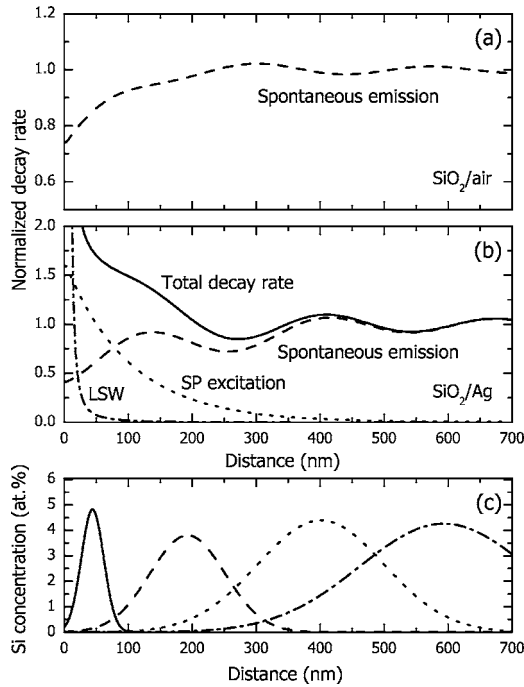 1.2
(a)
1.0
Spontaneous emission
0.8
0.6
SiO2/air
Normalized decay rate
2.0
(b)
1.5
Total decay rate
1.0
Spontaneous emission
0.5
LSW
SP excitation
SiO2/Ag
0.0
0 100 200 300 400 500 600 700
Distance (nm)
6
(c)
5
4
3
2
1
0
Si concentration (at.%)
0 100 200 300 400 500 600 700
Distance (nm)